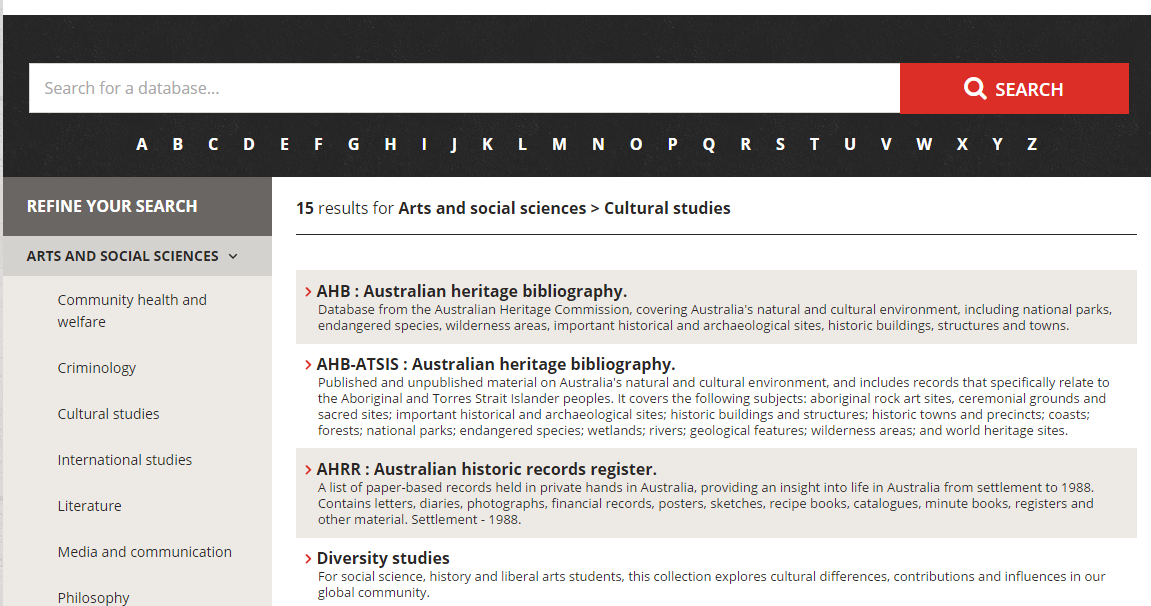 Search for a database...
SEARCH
A B C D E F G H I J K L M N O P Q R S T U V W X Y Z
REFINE YOUR SEARCH
ARTS AND SOCIAL SCIENCES
Community health and
welfare
Criminology
Cultural studies
International studies
Literature
Media and communication
Philosophy
15 results for Arts and social sciences > Cultural studies
AHB : Australian heritage bibliography.
Database from the Australian Heritage Commission, covering Australia's natural and cultural environment, including national parks,
endangered species, wilderness areas, important historical and archaeological sites, historic buildings, structures and towns.
AHB-ATSIS : Australian heritage bibliography.
Published and unpublished material on Australia's natural and cultural environment, and includes records that specifically relate to
the Aboriginal and Torres Strait Islander peoples. It covers the following subjects: aboriginal rock art sites, ceremonial grounds and
sacred sites; important historical and archaeological sites; historic buildings and structures; historic towns and precincts; coasts;
forests; national parks; endangered species; wetlands; rivers; geological features; wilderness areas; and world heritage sites.
AHRR : Australian historic records register.
A list of paper-based records held in private hands in Australia, providing an insight into life in Australia from settlement to 1988.
Contains letters, diaries, photographs, financial records, posters, sketches, recipe books, catalogues, minute books, registers and
other material. Settlement - 1988.
Diversity studies
For social science, history and liberal arts students, this collection explores cultural differences, contributions and influences in our
global community.